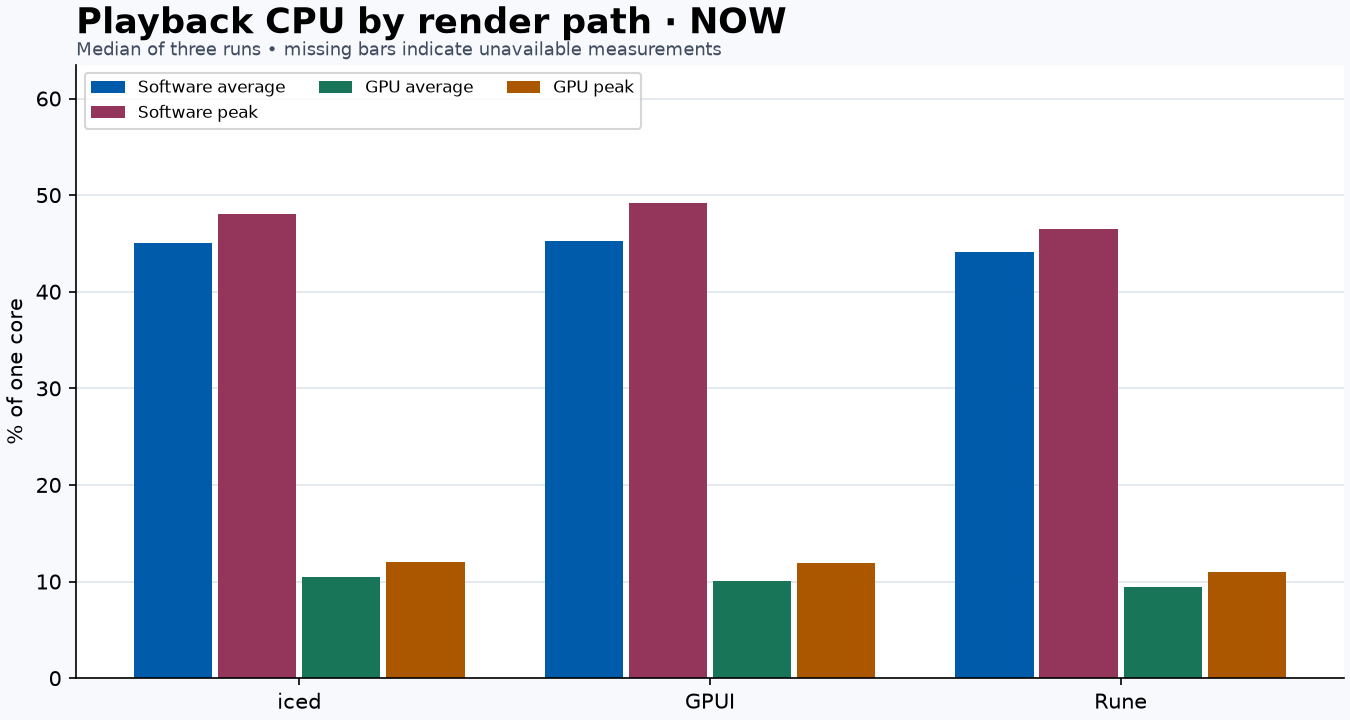 Playback CPU by render path · NOW
Median of three runs • missing bars indicate unavailable measurements
Software average
GPU average
GPU peak
Software peak
60
50
40
30
20
10
0
% of one core
iced
GPUI
Rune